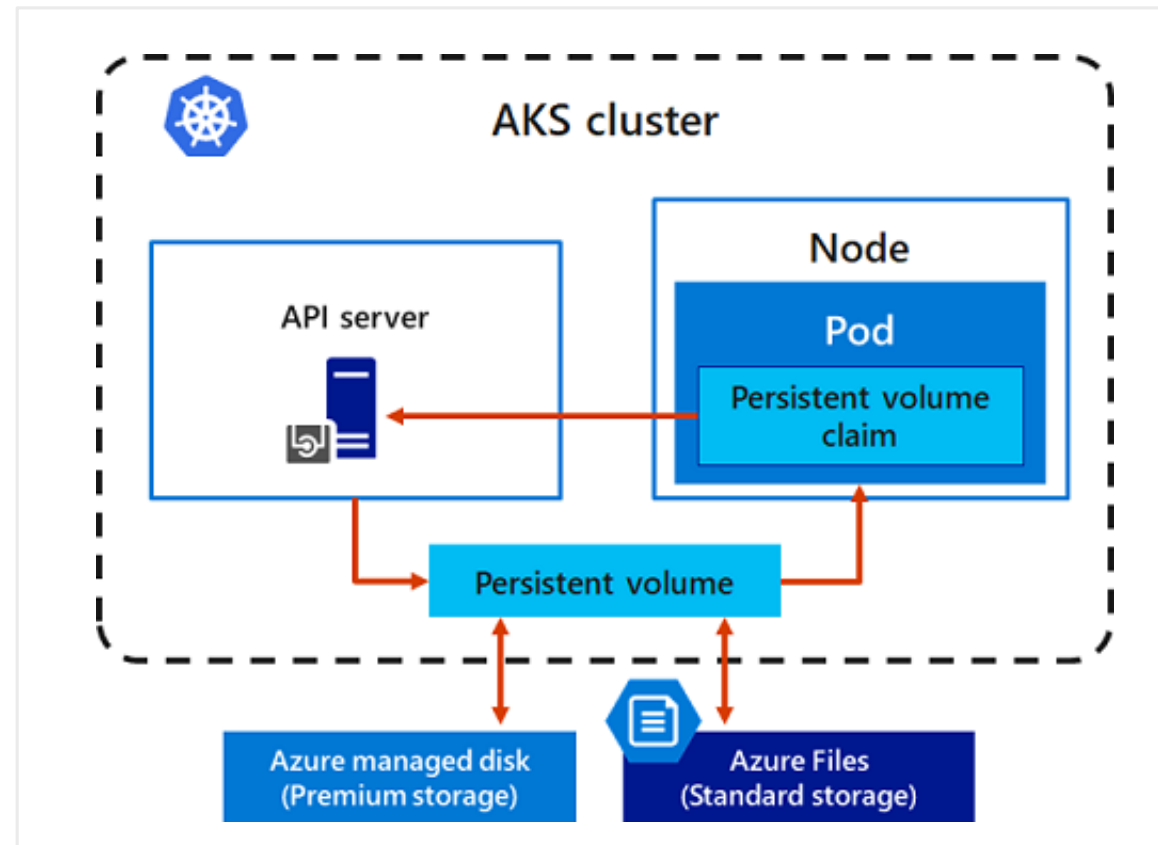 AKS cluster
API server
Node
Pod
Persistent volume
claim
Persistent volume
Azure managed disk
(Premium storage)
Azure Files
(Standard storage)